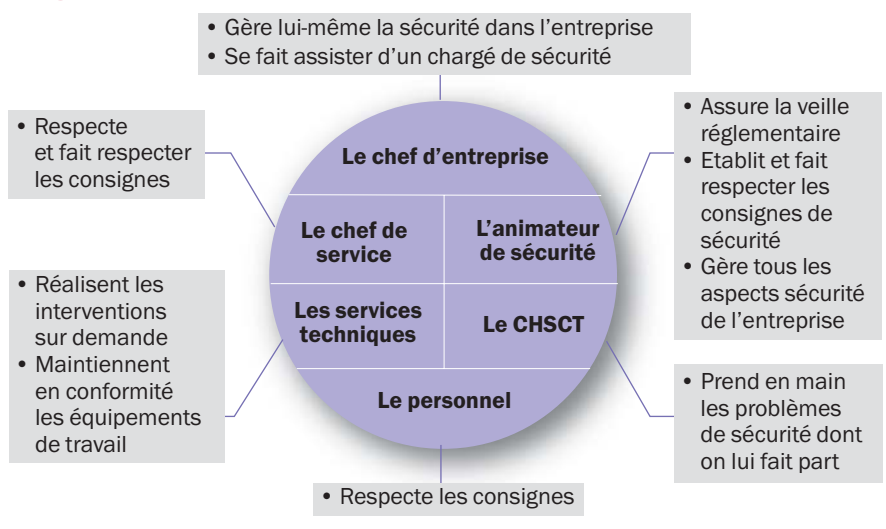 • Gère lui-même la sécurité dans l'entreprise
• Se fait assister d'un chargé de sécurité
• Respecte
et fait respecter
les consignes
• Assure la veille
réglementaire
• Etablit et fait
respecter les
consignes de
sécurité
• Gère tous les
aspects sécurité
de l'entreprise
Le chef d'entreprise
Le chef de
service
L'animateur
de sécurité
Les services
techniques
Le CHSCT
Le personnel
• Réalisent les
interventions
sur demande
• Maintiennent
en conformité
les équipements
de travail
• Prend en main
les problèmes
de sécurité dont
on lui fait part
• Respecte les consignes